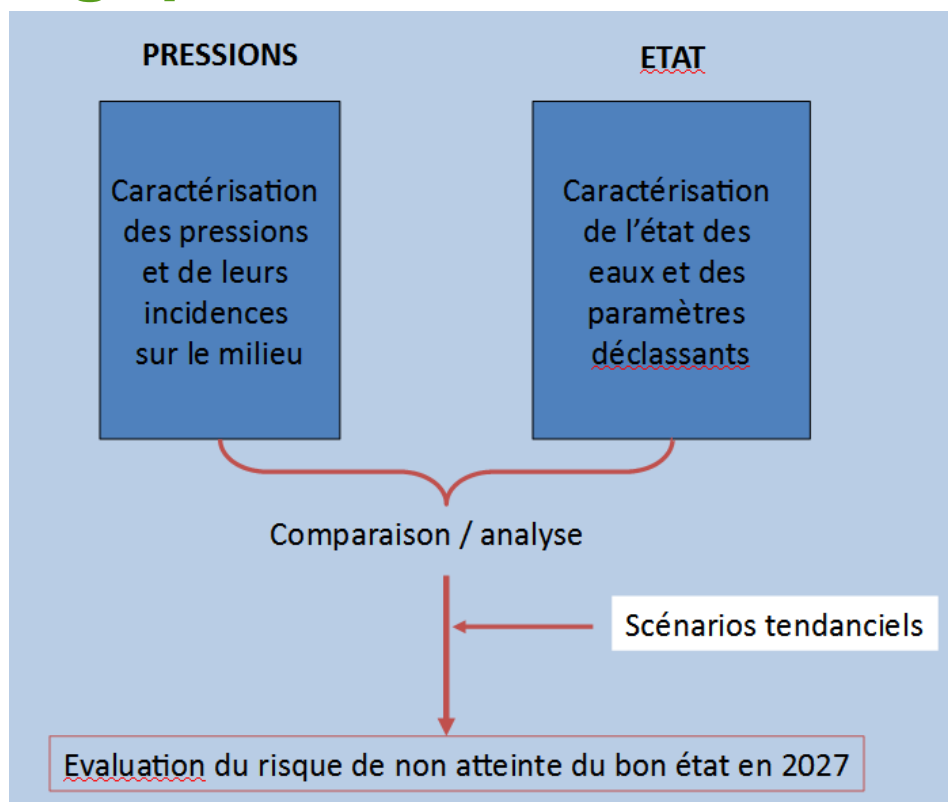 PRESSIONS
ETAT
Caractérisation
des pressions
et de leurs
incidences
sur le milieu
Caractérisation
de l'état des
eaux et des
paramètres
déclassants
Comparaison / analyse
Scénarios tendanciels
Evaluation du risque de non atteinte du bon état en 2027